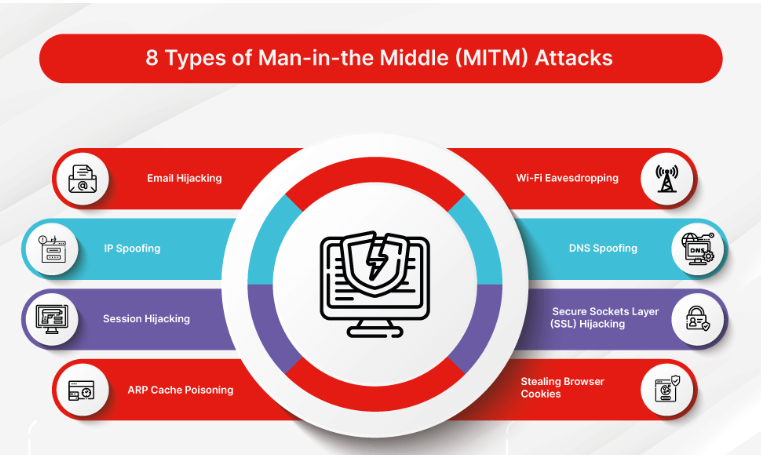 8 Types of Man-in-the Middle (MITM) Attacks
Email Hijacking
Wi-Fi Eavesdropping
IP Spoofing
DNS Spoofing
DNS
Session Hijacking
Secure Sockets Layer
(SSL) Hijacking
ARP Cache Poisoning
Stealing Browser
Cookies